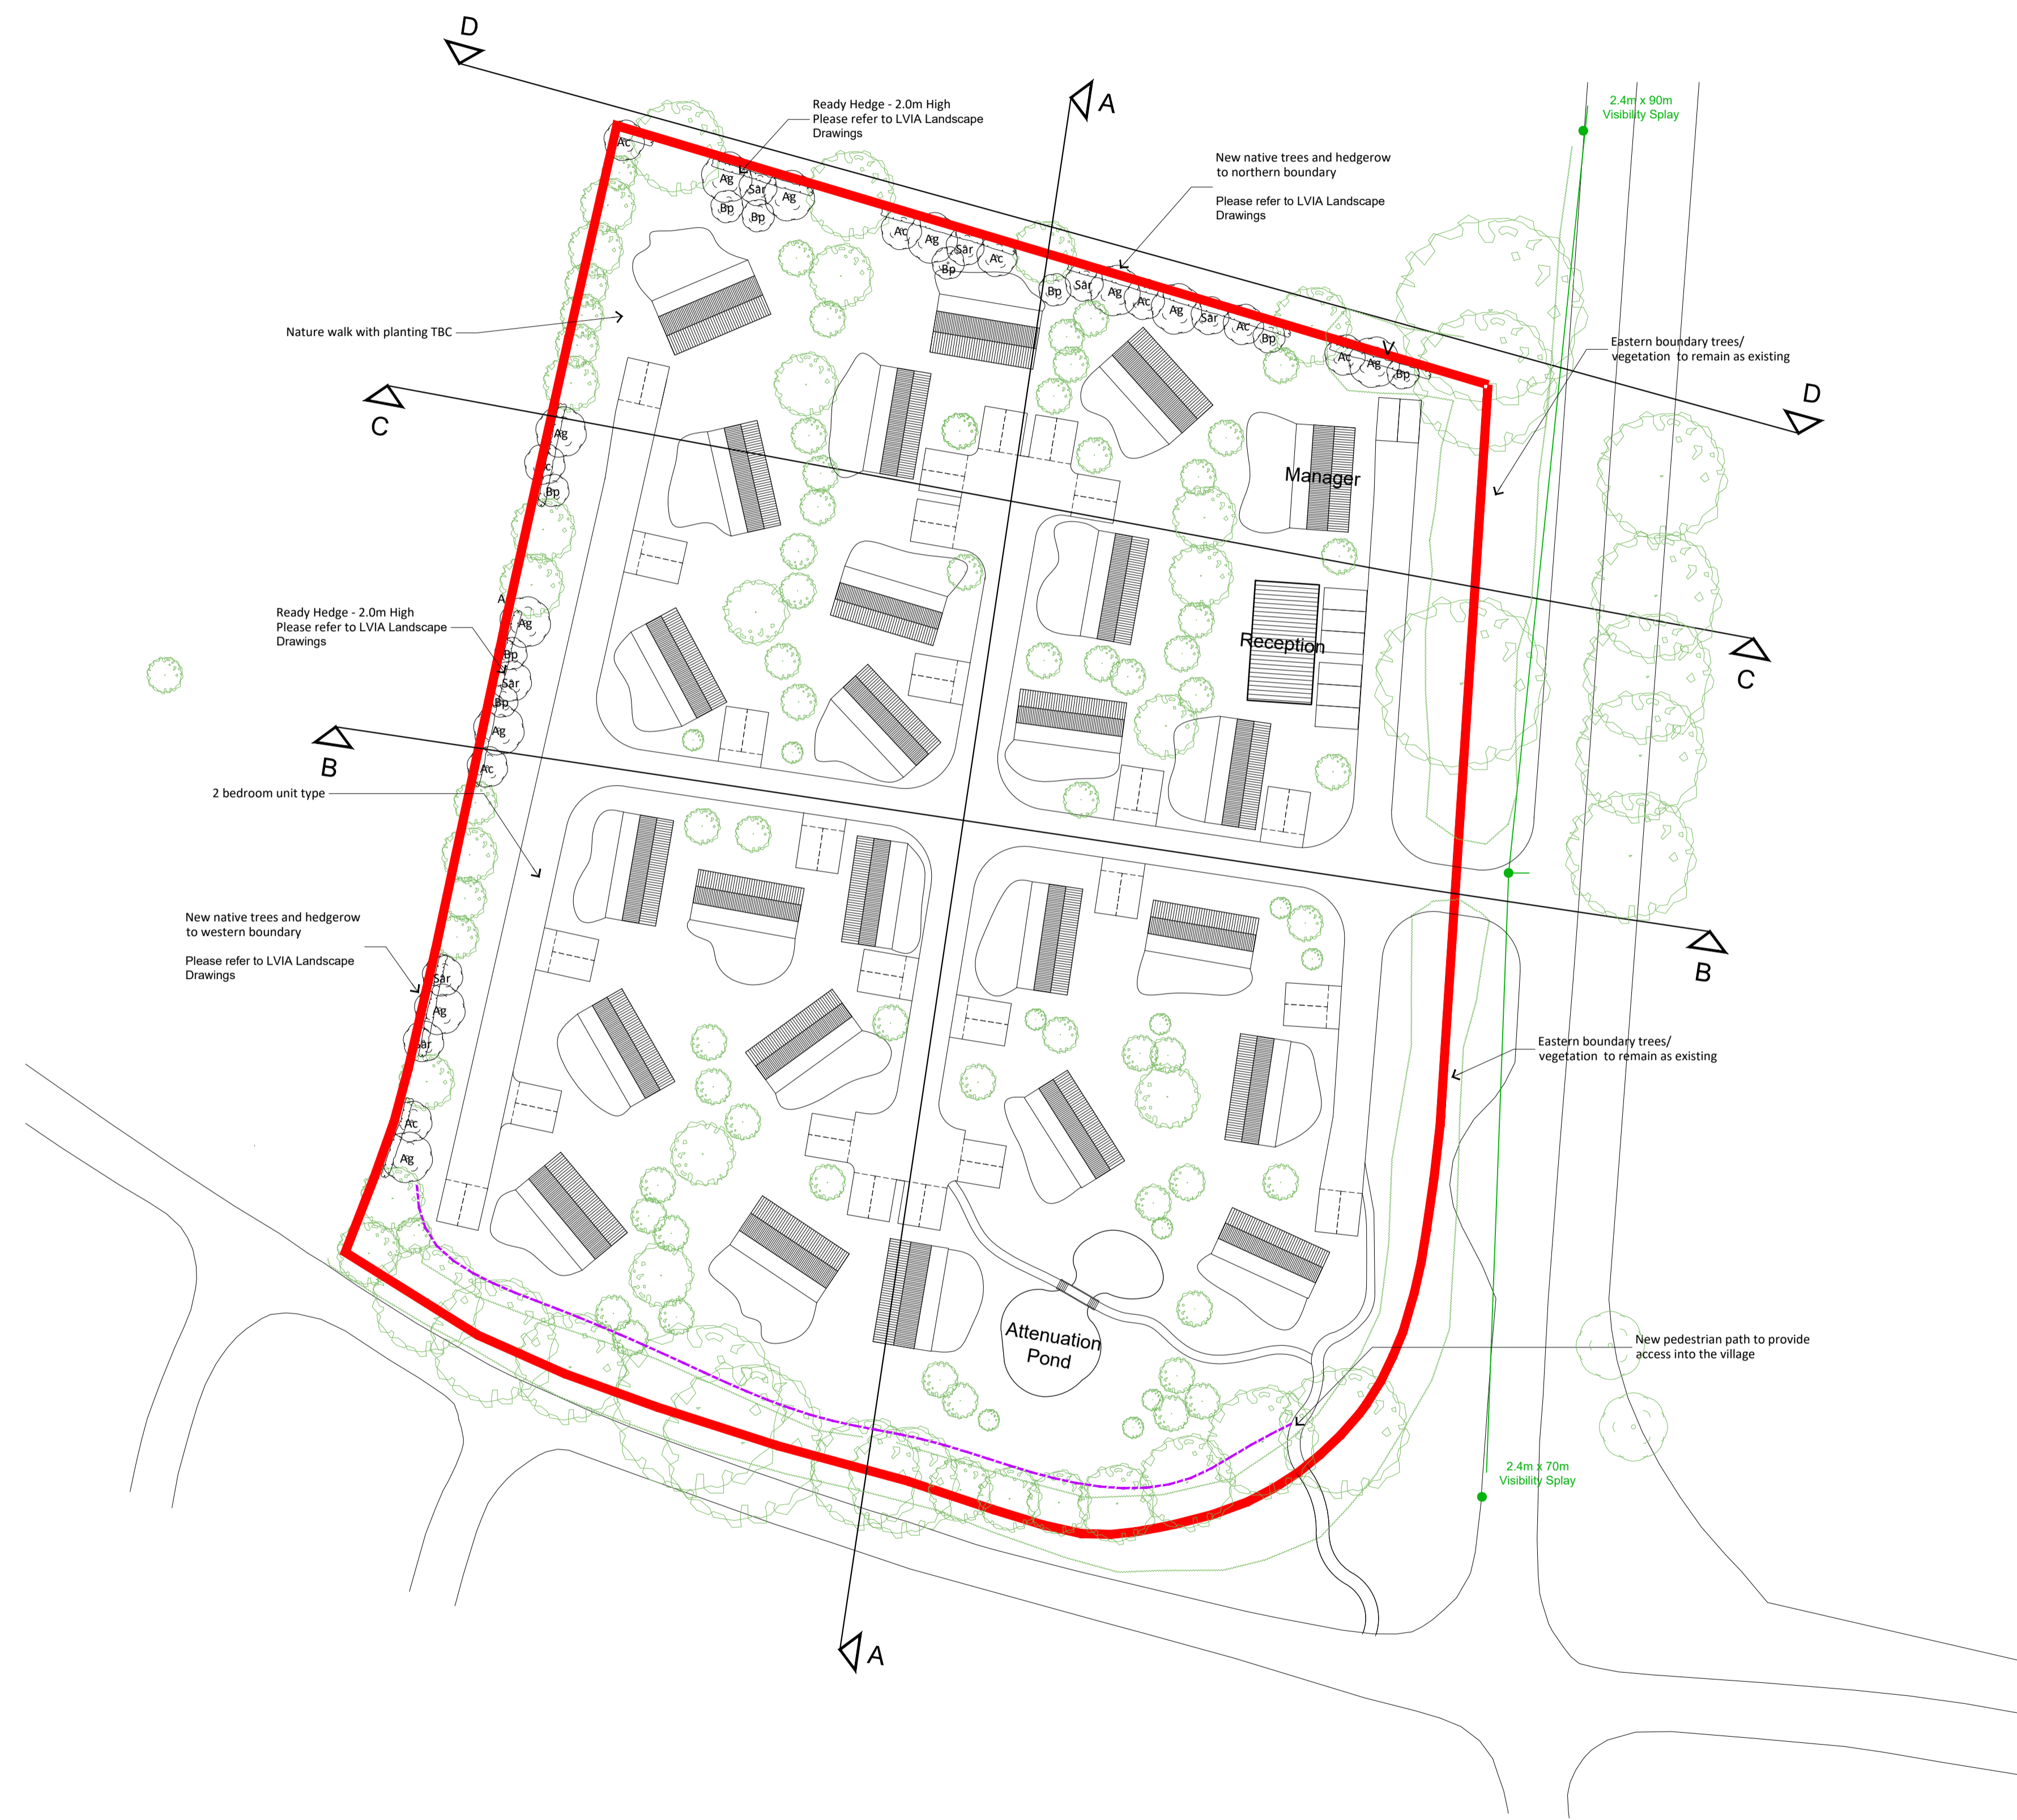 D
A
2.4m x 90m
Visibility Splay
Ready Hedge - 2.0m High
Please refer to LVIA Landscape
Drawings
Ac
Ag
Sar
Ag
Bp
Bp
New native trees and hedgerow
to northern boundary
Please refer to LVIA Landscape
Drawings
Ac
Ag
Sar
Ac
Bp
Bp
Sar
Ag
Ac
Ag
Sar
Ac
Bp
V
Ac
Ag
Bp
Nature walk with planting TBC
Eastern boundary trees/
vegetation to remain as existing
D
C
Ag
Bp
Manager
Ready Hedge - 2.0m High
Please refer to LVIA Landscape
Drawings
A
Ag
Bp
Sar
Bp
Ag
Ac
Reception
C
B
2 bedroom unit type
New native trees and hedgerow
to western boundary
Please refer to LVIA Landscape
Drawings
B
Sar
Ag
Sar
Eastern boundary trees/
vegetation to remain as existing
Ac
Ag
Attenuation
Pond
New pedestrian path to provide
access into the village
2.4m x 70m
Visibility Splay
A